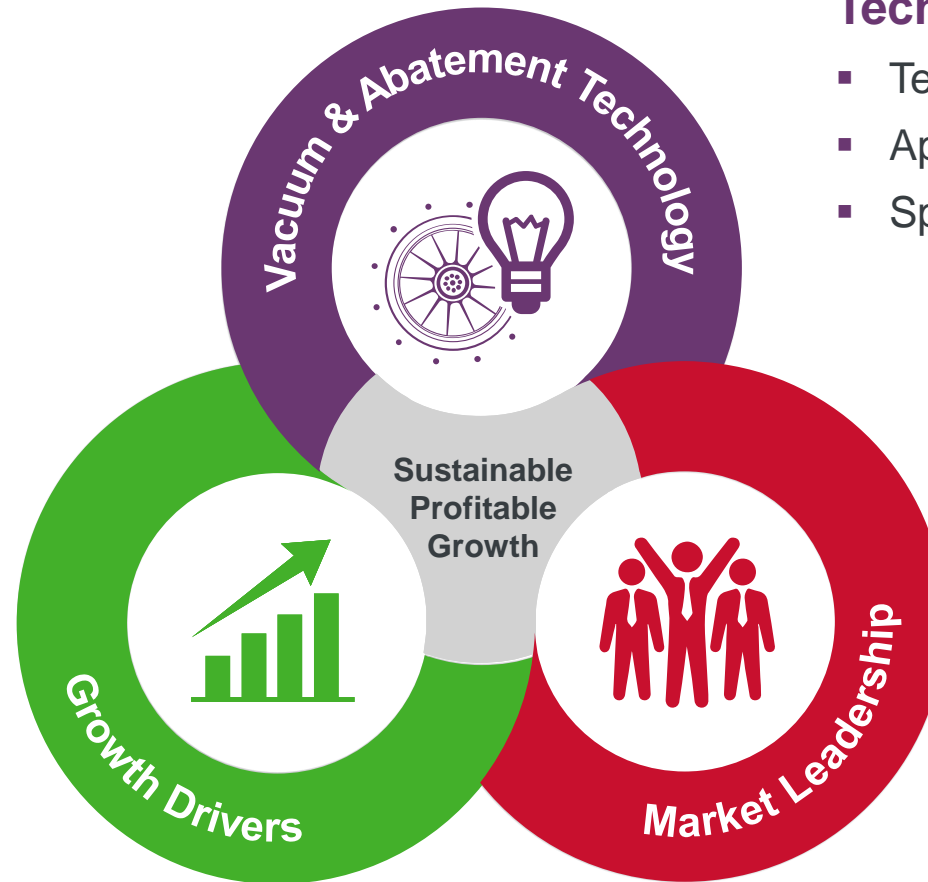 Vacuum & Abatement Technology
Sustainable
Profitable
Growth
Growth Drivers
Market Leadership